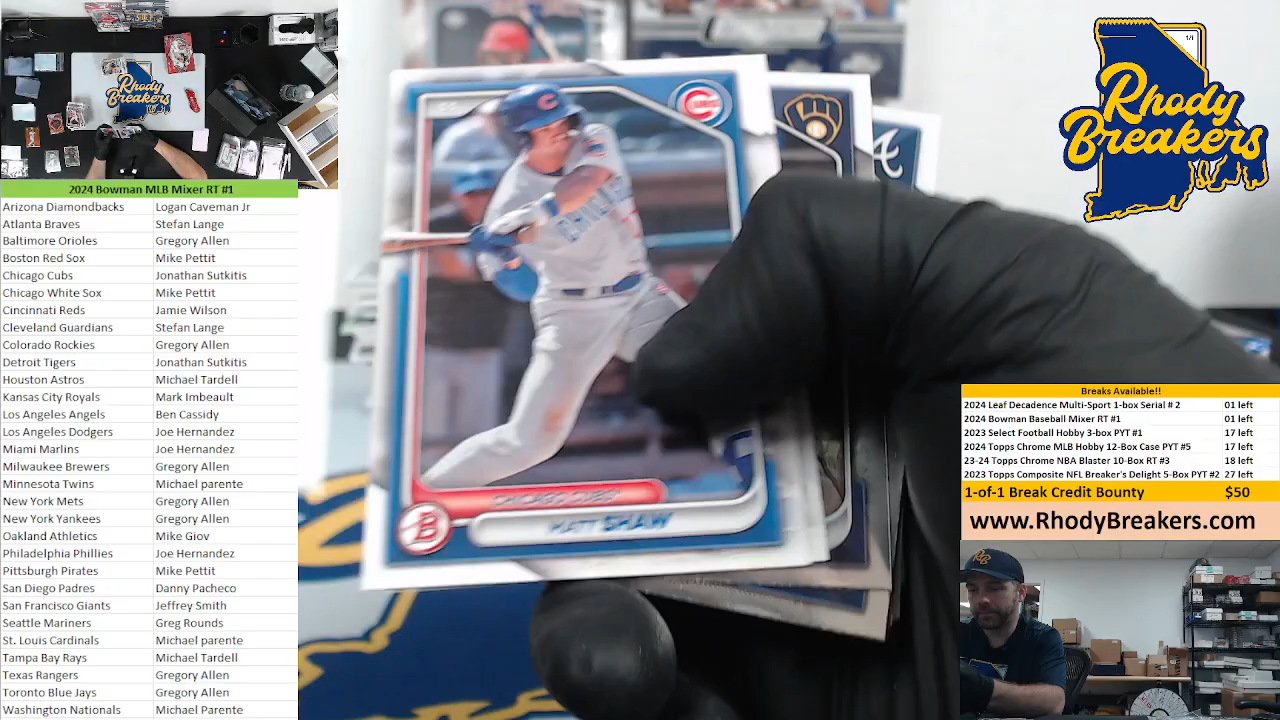 2024 Bowman MLB Mixer RT #1
Arizona Diamondbacks Logan Caveman Jr
Atlanta Braves Stefan Lange
Baltimore Orioles Gregory Allen
Boston Red Sox Mike Pettit
Chicago Cubs Jonathan Sutkitis
Chicago White Sox Mike Pettit
Cincinnati Reds Jamie Wilson
Cleveland Guardians Stefan Lange
Colorado Rockies Gregory Allen
Detroit Tigers Jonathan Sutkitis
Houston Astros Michael Tardell
Kansas City Royals Mark Imbeault
Los Angeles Angels Ben Cassidy
Los Angeles Dodgers Joe Hernandez
Miami Marlins Joe Hernandez
Milwaukee Brewers Gregory Allen
Minnesota Twins Michael parente
New York Mets Gregory Allen
New York Yankees Gregory Allen
Oakland Athletics Mike Giov
Philadelphia Phillies Joe Hernandez
Pittsburgh Pirates Mike Pettit
San Diego Padres Danny Pacheco
San Francisco Giants Jeffrey Smith
Seattle Mariners Greg Rounds
St. Louis Cardinals Michael parente
Tampa Bay Rays Michael Tardell
Texas Rangers Gregory Allen
Toronto Blue Jays Gregory Allen
Washington Nationals Michael Parente
Rhody
Breakers
CHICAGO CUBS
B
MATT SHAW
1/1
Rhody
Breakers
Breaks Available!!
2024 Leaf Decadence Multi-Sport 1-box Serial # 2 01 left
2024 Bowman Baseball Mixer RT #1 01 left
2023 Select Football Hobby 3-box PYT #1 17 left
2024 Topps Chrome MLB Hobby 12-Box Case PYT #5 17 left
23-24 Topps Chrome NBA Blaster 10-Box RT #3 18 left
2023 Topps Composite NFL Breaker's Delight 5-Box PYT #2 27 left
1-of-1 Break Credit Bounty $50
www.RhodyBreakers.com
RB